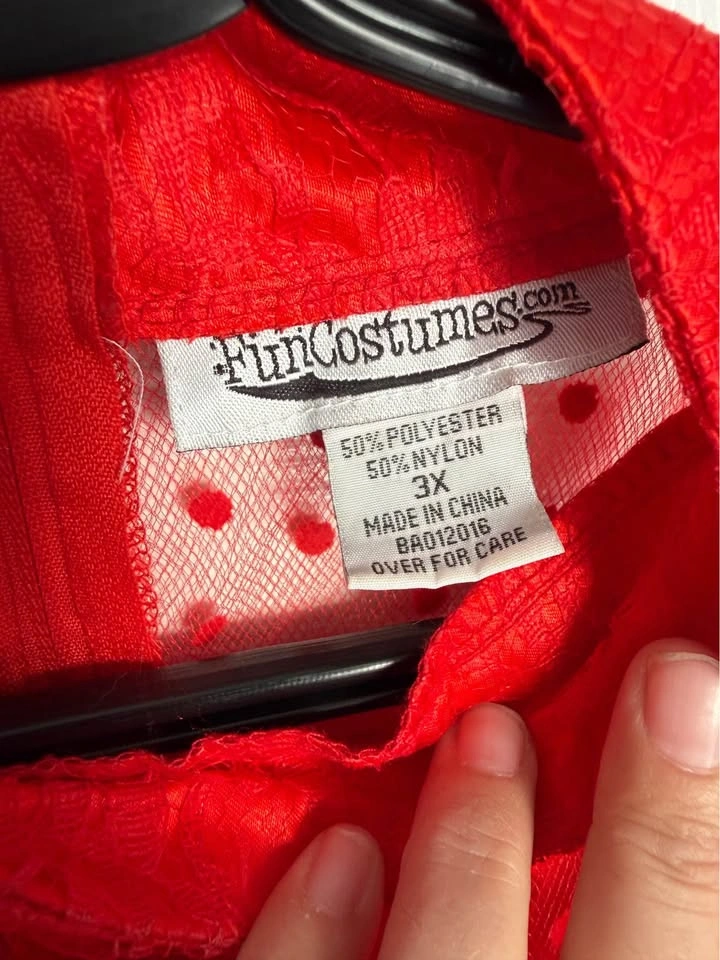 FunCostumes.com
50% POLYESTER
50% NYLON
3X
MADE IN CHINA
BA012016
OVER FOR CARE